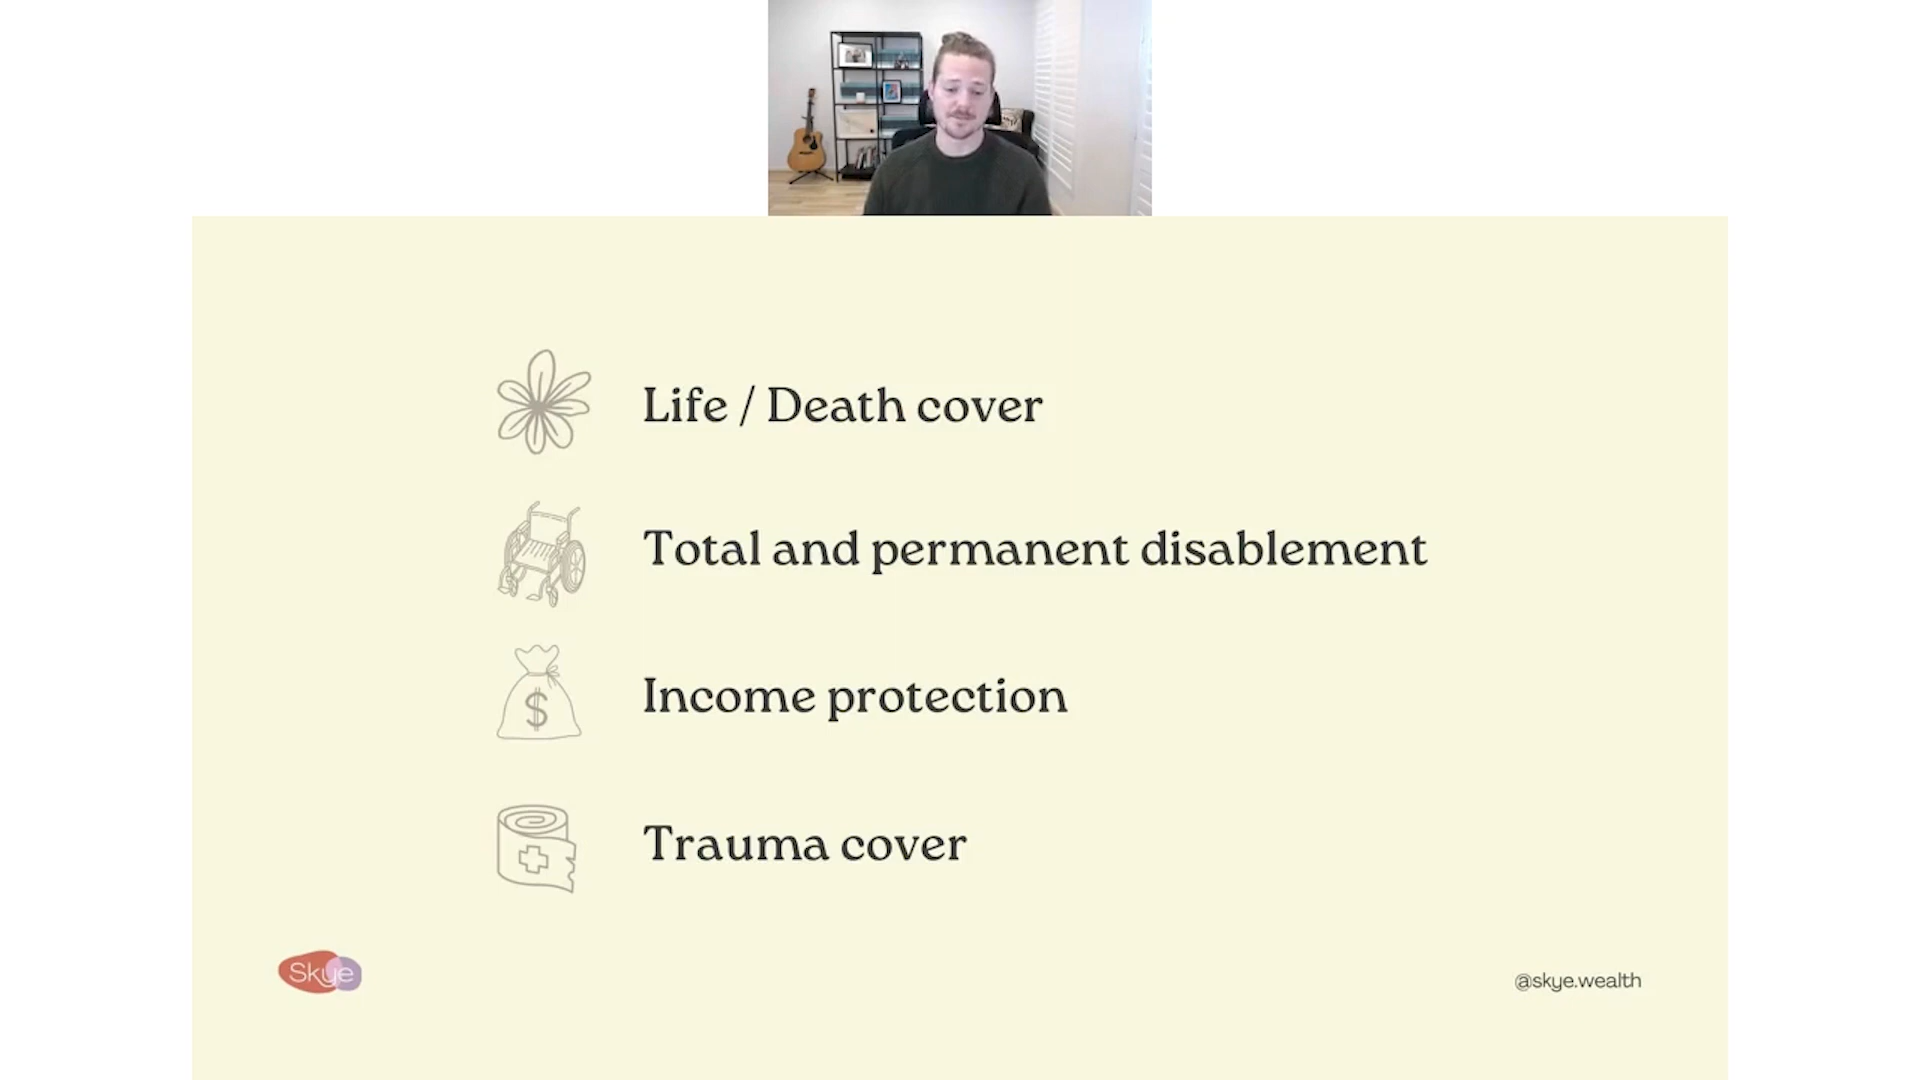 Life / Death cover
Total and permanent disablement
$
Income protection
Trauma cover
Skye
@skye.wealth